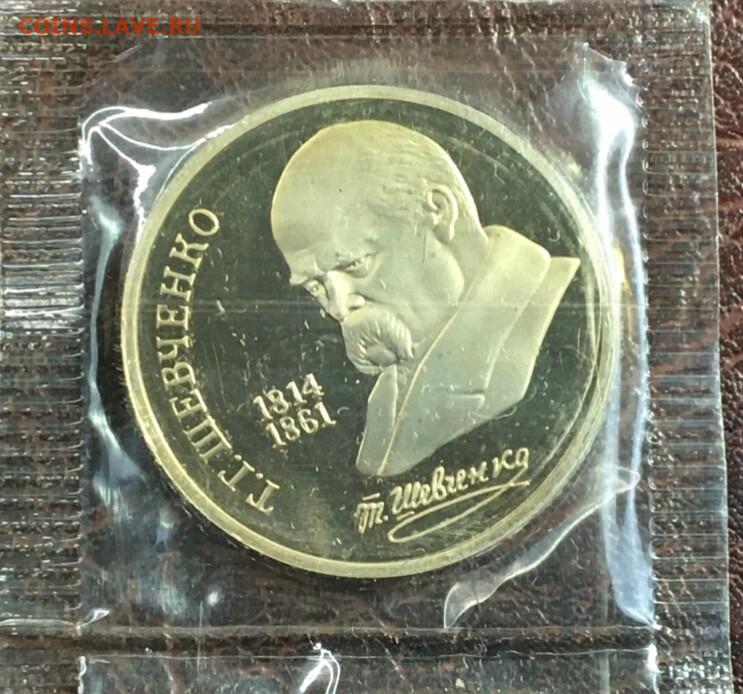 COINS.LAVE.RU
Т.Г.ШЕВЧЕНКО
1814
1861
Т. Шевченко